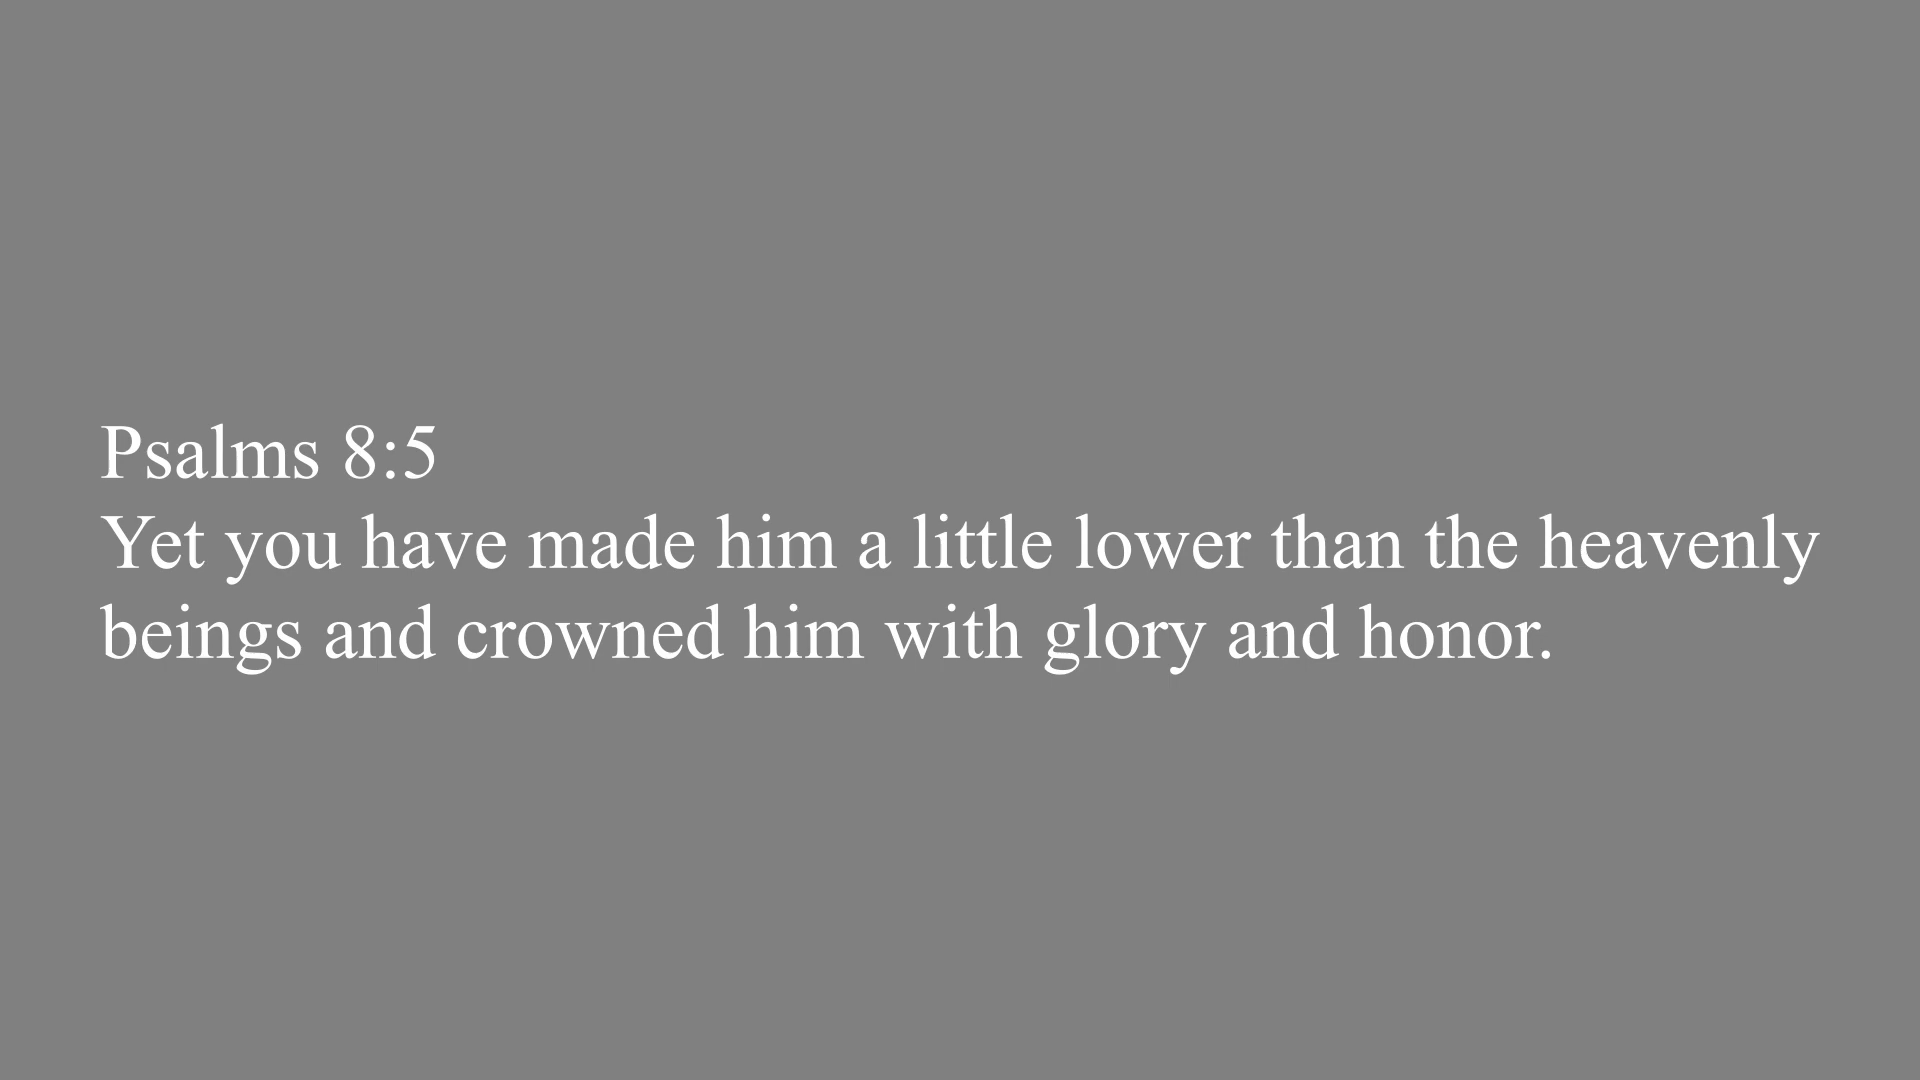 Psalms 8:5
Yet you have made him a little lower than the heavenly
beings and crowned him with glory and honor.